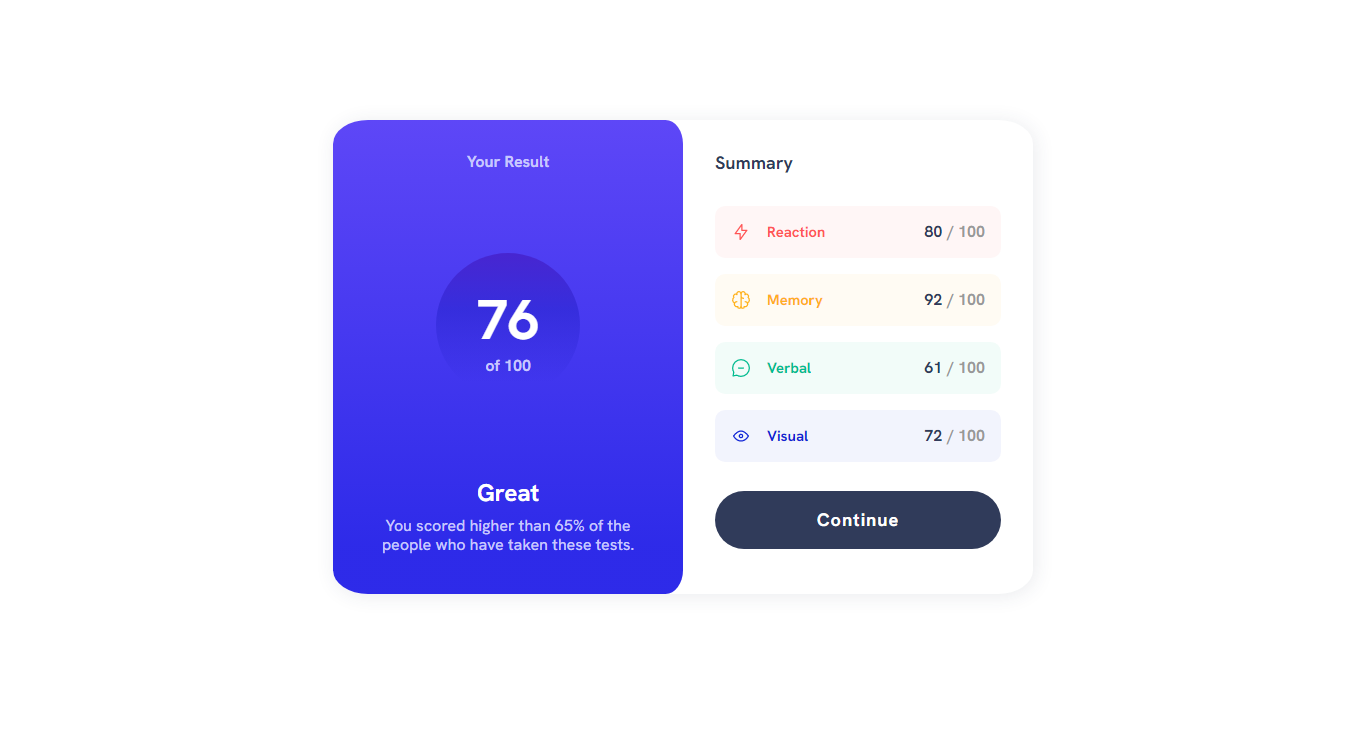 Your Result
76
of 100
Great
You scored higher than 65% of the
people who have taken these tests.
Summary
Reaction 80 / 100
Memory 92 / 100
Verbal 61 / 100
Visual 72 / 100
Continue